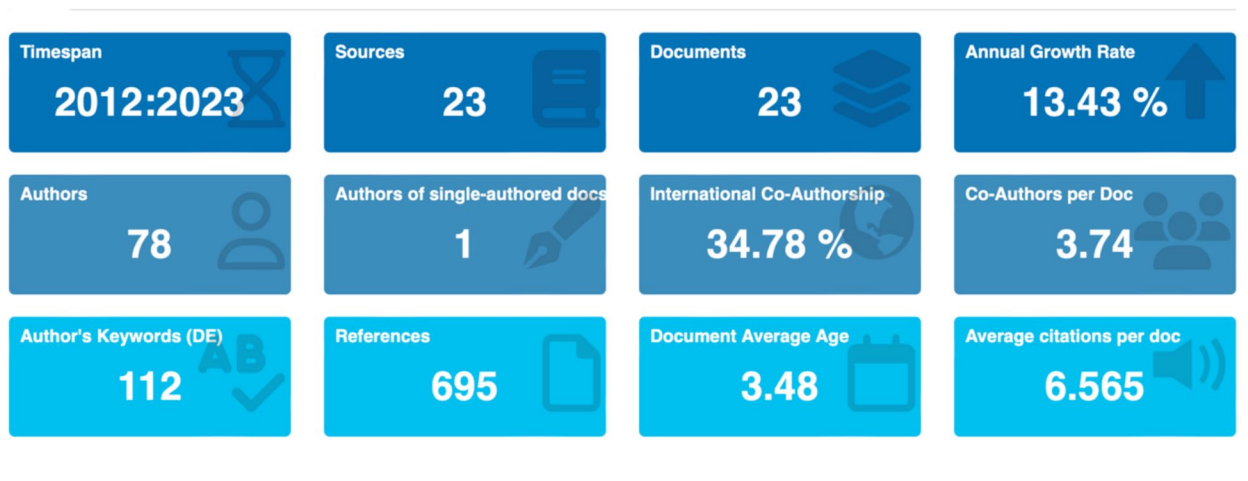 Timespan
2012:2023
Sources
23
Documents
23
Annual Growth Rate
13.43 %
Authors
78
Authors of single-authored docs
1
International Co-Authorship
34.78 %
Co-Authors per Doc
3.74
Author's Keywords (DE)
112
AB
References
695
Document Average Age
3.48
Average citations per doc
6.565